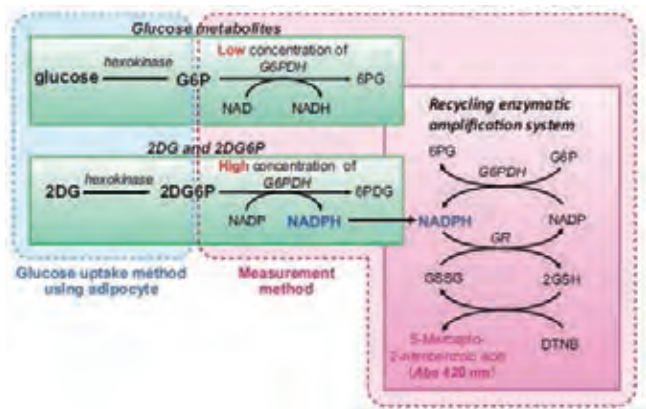 Glucose metabolites
glucose
hexokinase
G6P
Low concentration of
G6PDH
6PG
NAD
NADH
2DG and 2DG6P
2DG
hexokinase
2DG6P
High concentration of
G6PDH
6PDG
NADP
NADPH
Glucose uptake method
using adipocyte
Measurement
method
Recycling enzymatic
amplification system
6PG
G6P
G6PDH
NADPH
NADP
GR
GSSG
2GSH
5-Mercapto-
2-nitrobenzoic acid
(Abs 420 nm)
DTNB